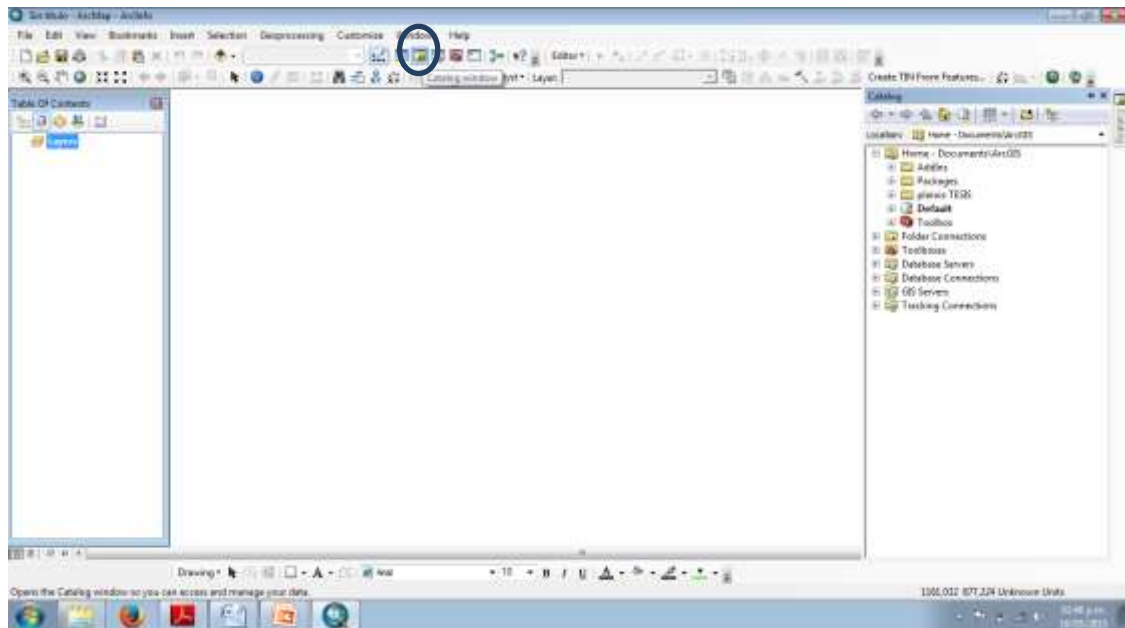 Sin título - ArcMap - ArcInfo
File Edit View Bookmarks Insert Selection Geoprocessing Customize Windows Help
Editor
Catalog window
Layer:
Create TIN From Features...
Table Of Contents
Layers
Catalog
Location: Home - Documents\ArcGIS
Home - Documents\ArcGIS
AddIns
Packages
planos TESIS
Default
Toolbox
Folder Connections
Toolboxes
Database Servers
Database Connections
GIS Servers
Tracking Connections
Drawing
A
Arial
10
B I U A
Opens the Catalog window so you can access and manage your data.
Unknown Units